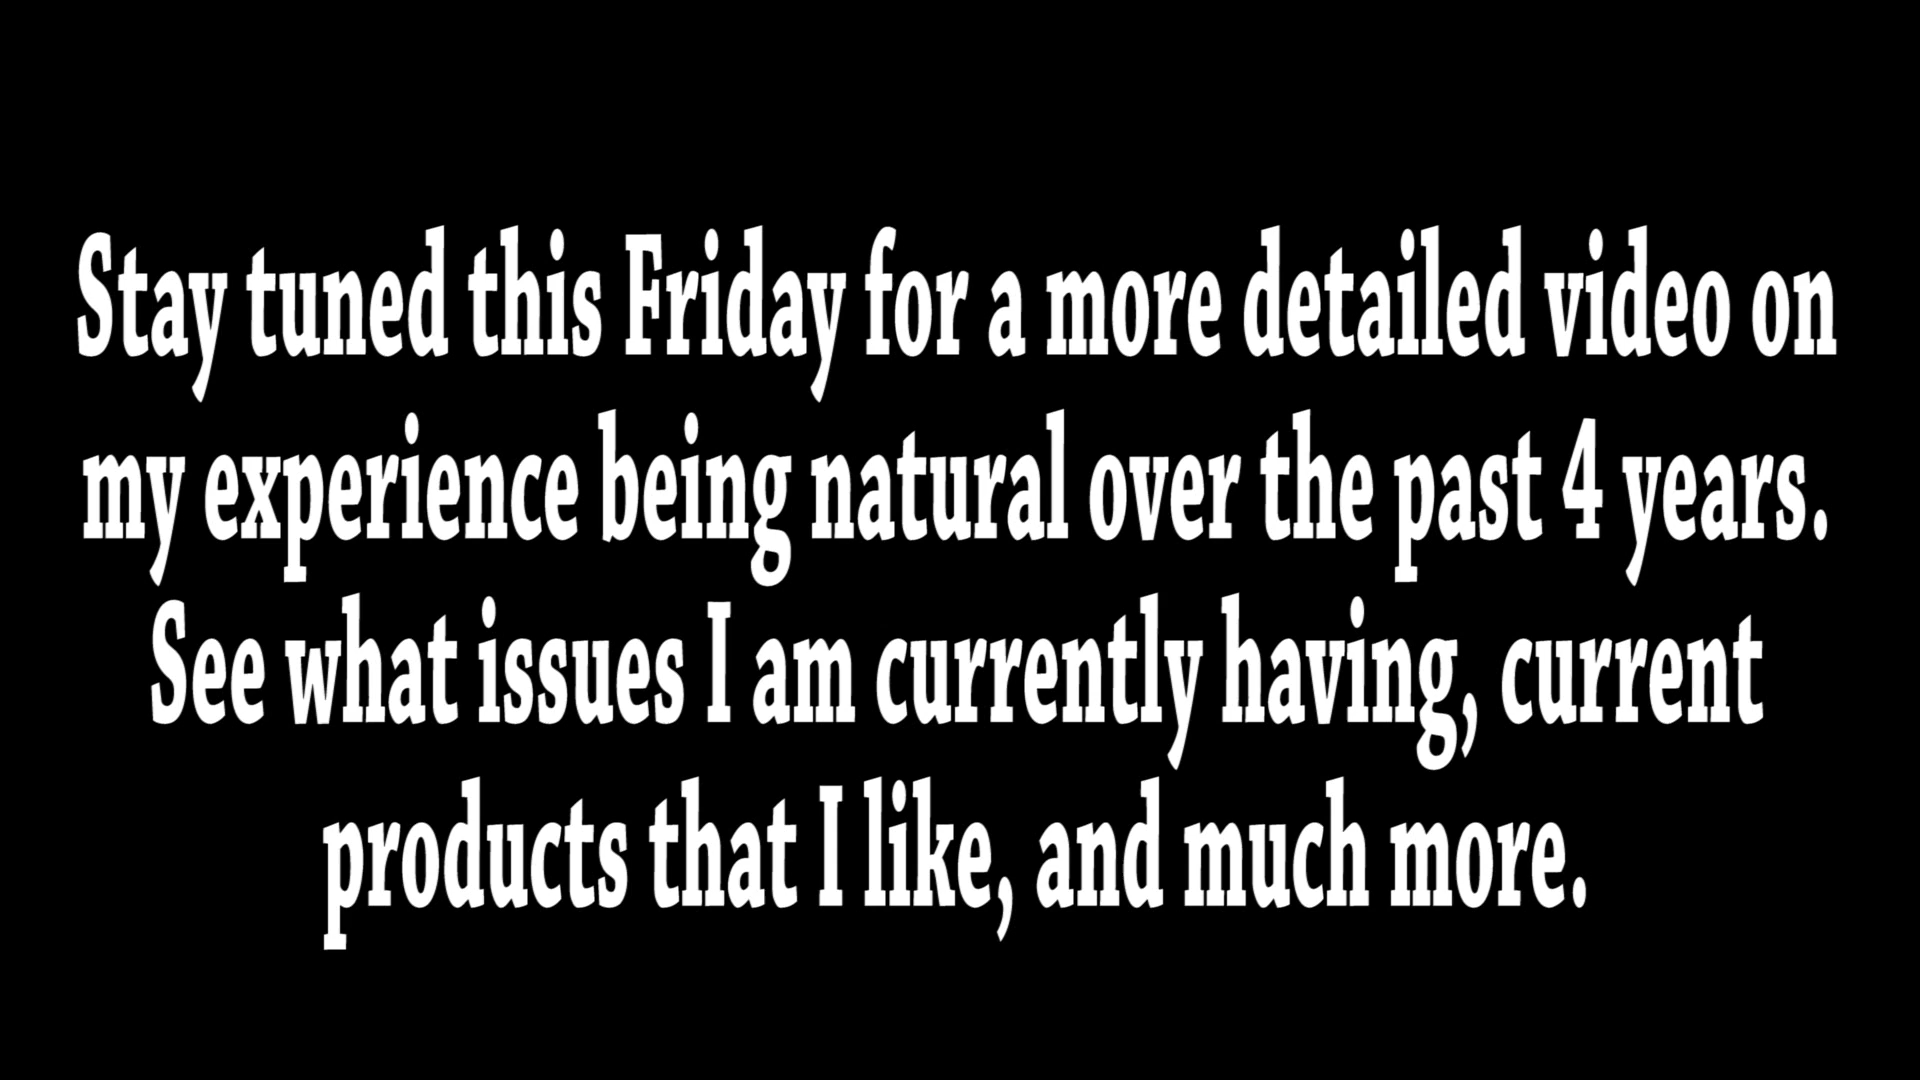 Stay tuned this Friday for a more detailed video on
my experience being natural over the past 4 years.
See what issues I am currently having, current
products that I like, and much more.